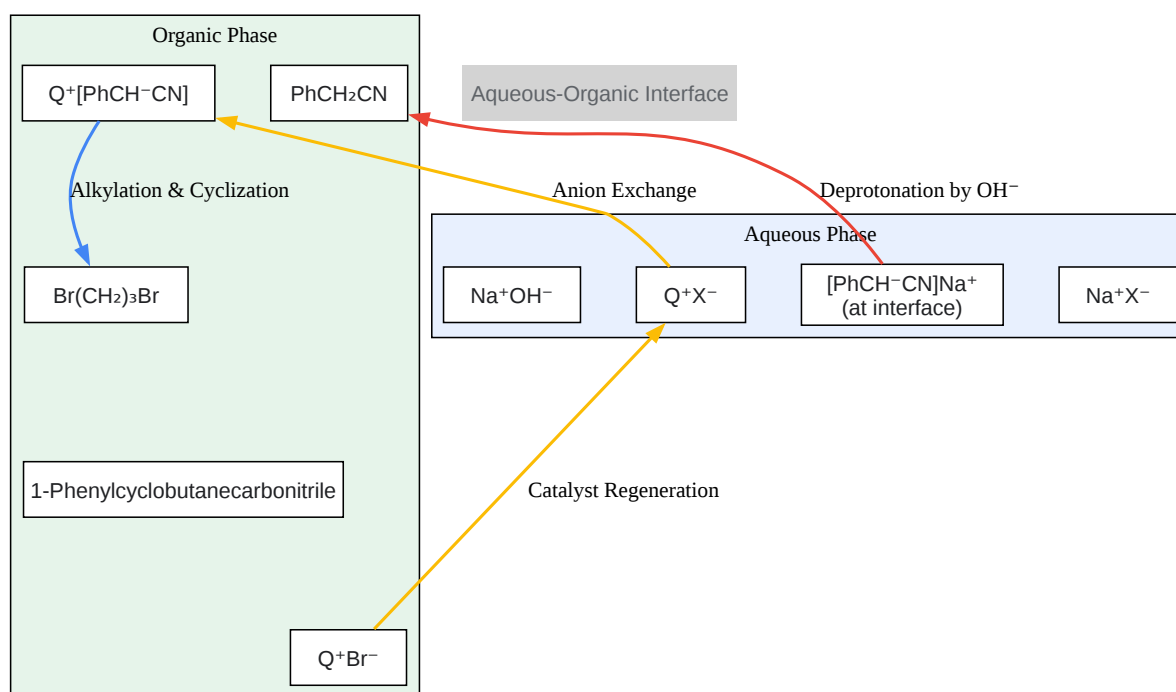 Organic Phase
Q⁺[PhCH⁻CN]
PhCH₂CN
Aqueous-Organic Interface
Alkylation & Cyclization
Anion Exchange
Deprotonation by OH⁻
Aqueous Phase
Br(CH₂)₃Br
Na⁺OH⁻
Q⁺X⁻
[PhCH⁻CN]Na⁺
(at interface)
Na⁺X⁻
1-Phenylcyclobutanecarbonitrile
Catalyst Regeneration
Q⁺Br⁻